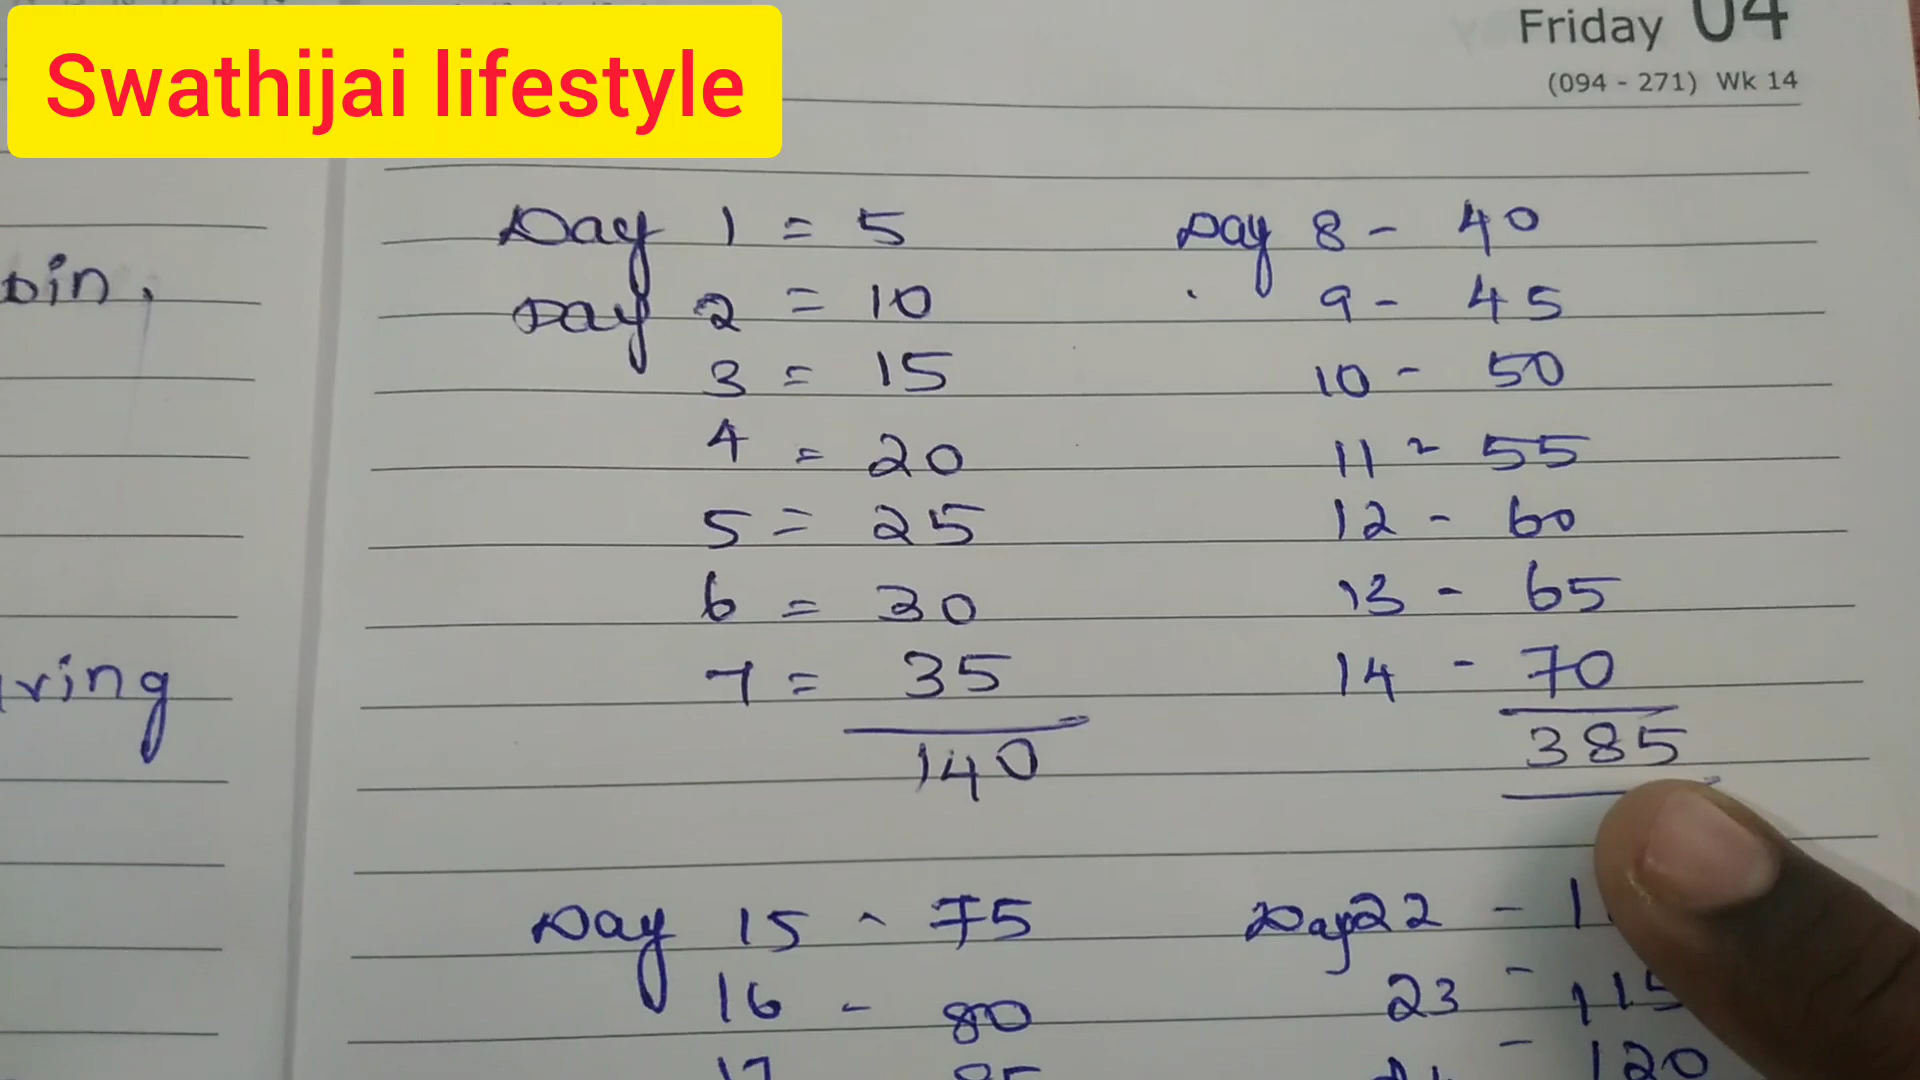 Swathijai lifestyle
Friday 04
(094 - 271) Wk 14
Day 1 = 5
Day 2 = 10
3 = 15
4 = 20
5 = 25
6 = 30
7 = 35
140
Day 8 - 40
9 - 45
10 - 50
11 - 55
12 - 60
13 - 65
14 - 70
385
Day 15 - 75
16 - 80
17
Day 22 -
23 - 115
- 120